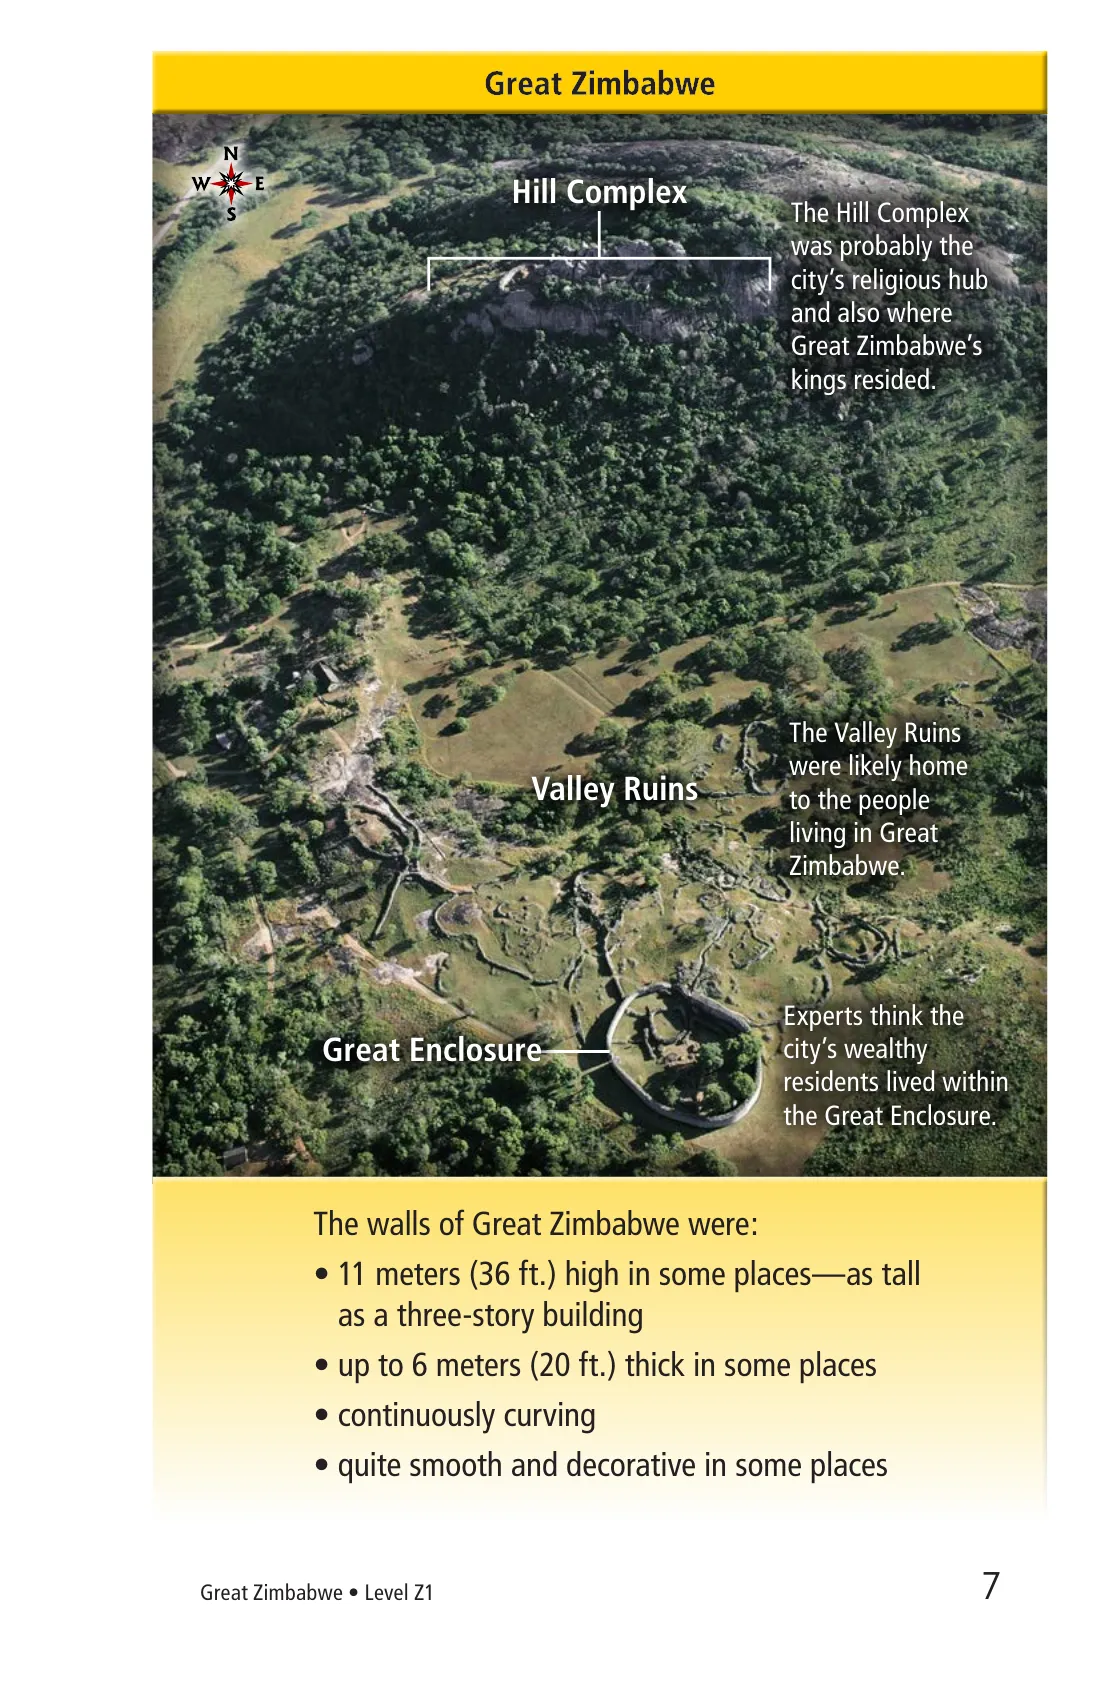 Great Zimbabwe
N
W E
S
Hill Complex
The Hill Complex
was probably the
city’s religious hub
and also where
Great Zimbabwe’s
kings resided.
The Valley Ruins
were likely home
to the people
living in Great
Zimbabwe.
Valley Ruins
Experts think the
city’s wealthy
residents lived within
the Great Enclosure.
Great Enclosure
The walls of Great Zimbabwe were:
• 11 meters (36 ft.) high in some places—as tall
as a three-story building
• up to 6 meters (20 ft.) thick in some places
• continuously curving
• quite smooth and decorative in some places
Great Zimbabwe • Level Z1
7